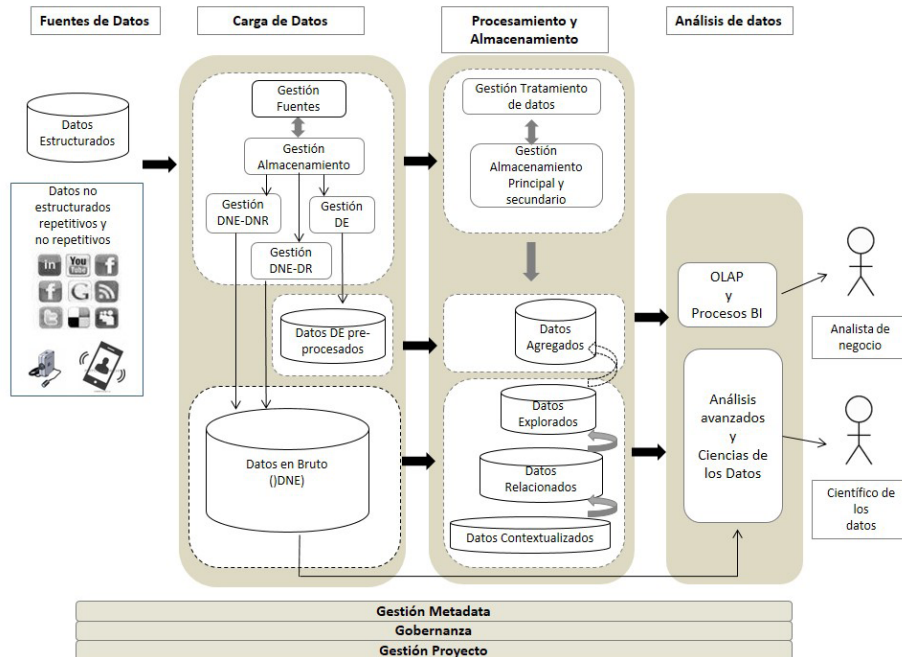 Fuentes de Datos
Carga de Datos
Procesamiento y
Almacenamiento
Análisis de datos
Datos
Estructurados
Datos no
estructurados
repetitivos y
no repetitivos
in
You
Tube
f
f
G
t
Gestión
Fuentes
Gestión
Almacenamiento
Gestión
DNE-DNR
Gestión
DE
Gestión
DNE-DR
Datos DE pre-
procesados
Datos en Bruto
()DNE)
Gestión Tratamiento
de datos
Gestión
Almacenamiento
Principal y
secundario
Datos
Agregados
Datos
Explorados
Datos
Relacionados
Datos Contextualizados
OLAP
y
Procesos BI
Análisis
avanzados
y
Ciencias de
los Datos
Analista de
negocio
Científico de
los
datos
Gestión Metadata
Gobernanza
Gestión Proyecto